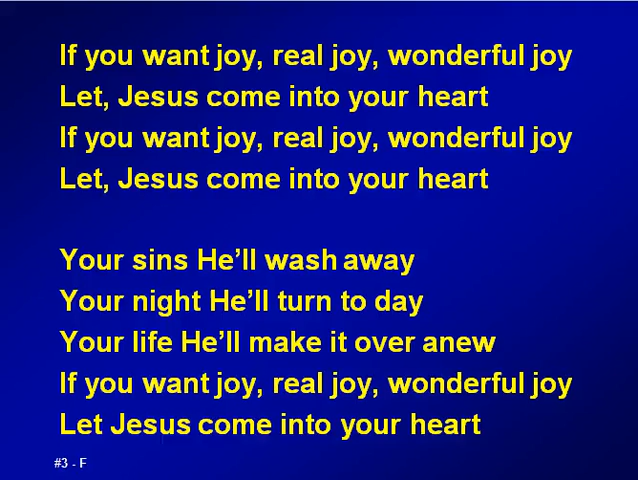 If you want joy, real joy, wonderful joy
Let, Jesus come into your heart
If you want joy, real joy, wonderful joy
Let, Jesus come into your heart
Your sins He’ll wash away
Your night He’ll turn to day
Your life He’ll make it over anew
If you want joy, real joy, wonderful joy
Let Jesus come into your heart
#3 - F